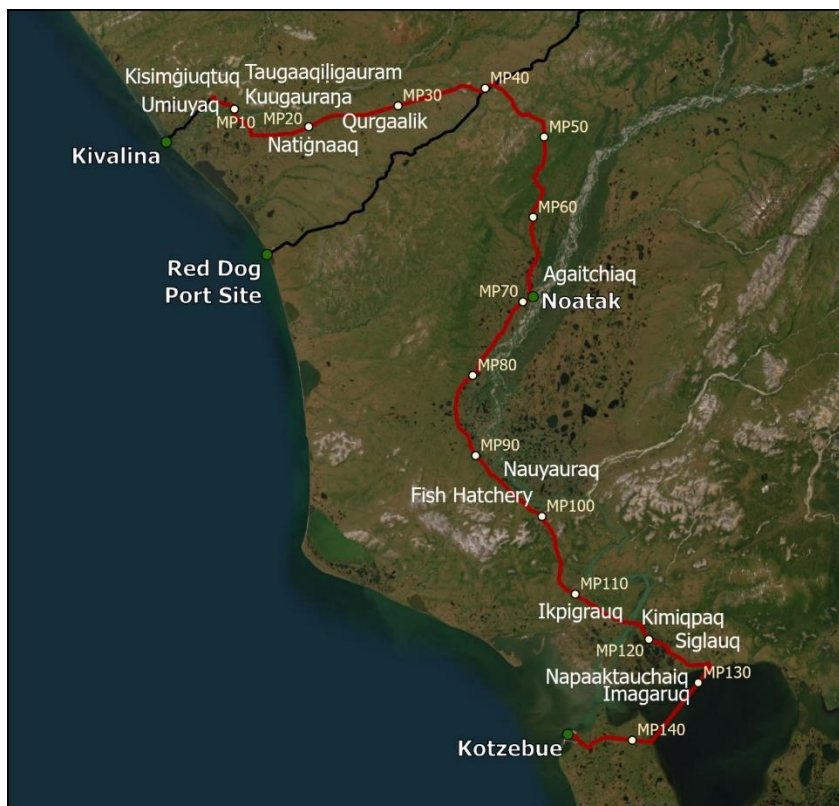 Kisimġiuqtuq
Taugaaqiḷigauram
Umiuyaq
Kuugauraŋa
MP10
MP20
MP30
MP40
Natiġnaaq
Qurgaalik
Kivalina
MP50
MP60
Red Dog
Port Site
Agaitchiaq
MP70
Noatak
MP80
MP90
Nauyauraq
Fish Hatchery
MP100
MP110
Ikpigrauq
Kimiqpaq
MP120
Siglauq
Napaaktauchaiq
MP130
Imagaruq
Kotzebue
MP140